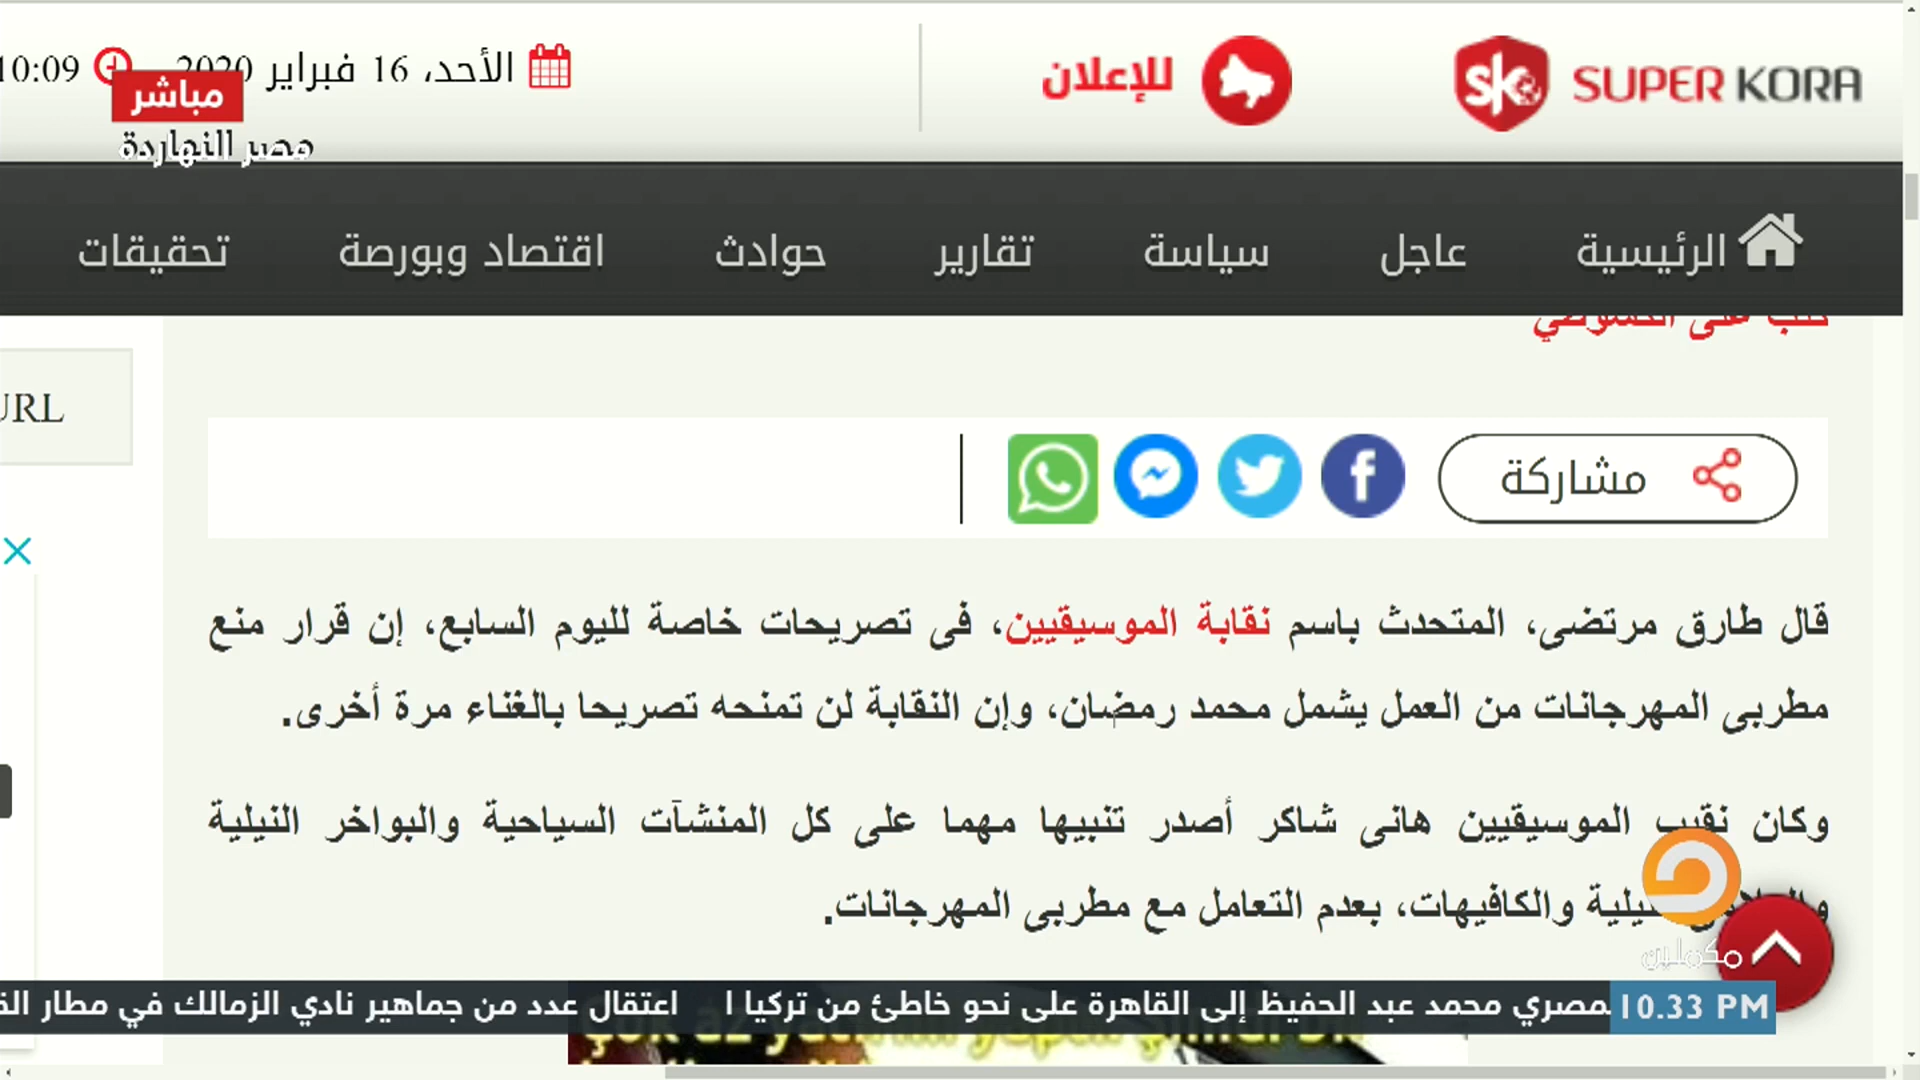 SUPER KORA
sk
للإعلان
الأحد، 16 فبراير 2020
10:09
مباشر
مصر النهاردة
الرئيسية
عاجل
سياسة
تقارير
حوادث
اقتصاد وبورصة
تحقيقات
URL
مشاركة
قال طارق مرتضى، المتحدث باسم نقابة الموسيقيين، فى تصريحات خاصة لليوم السابع، إن قرار منع
مطربى المهرجانات من العمل يشمل محمد رمضان، وإن النقابة لن تمنحه تصريحا بالغناء مرة أخرى.
وكان نقيب الموسيقيين هانى شاكر أصدر تنبيها مهما على كل المنشآت السياحية والبواخر النيلية
والكافيهات، بعدم التعامل مع مطربى المهرجانات.
مكملين
10.33 PM
لمصري محمد عبد الحفيظ إلى القاهرة على نحو خاطئ من تركيا ا
اعتقال عدد من جماهير نادي الزمالك في مطار